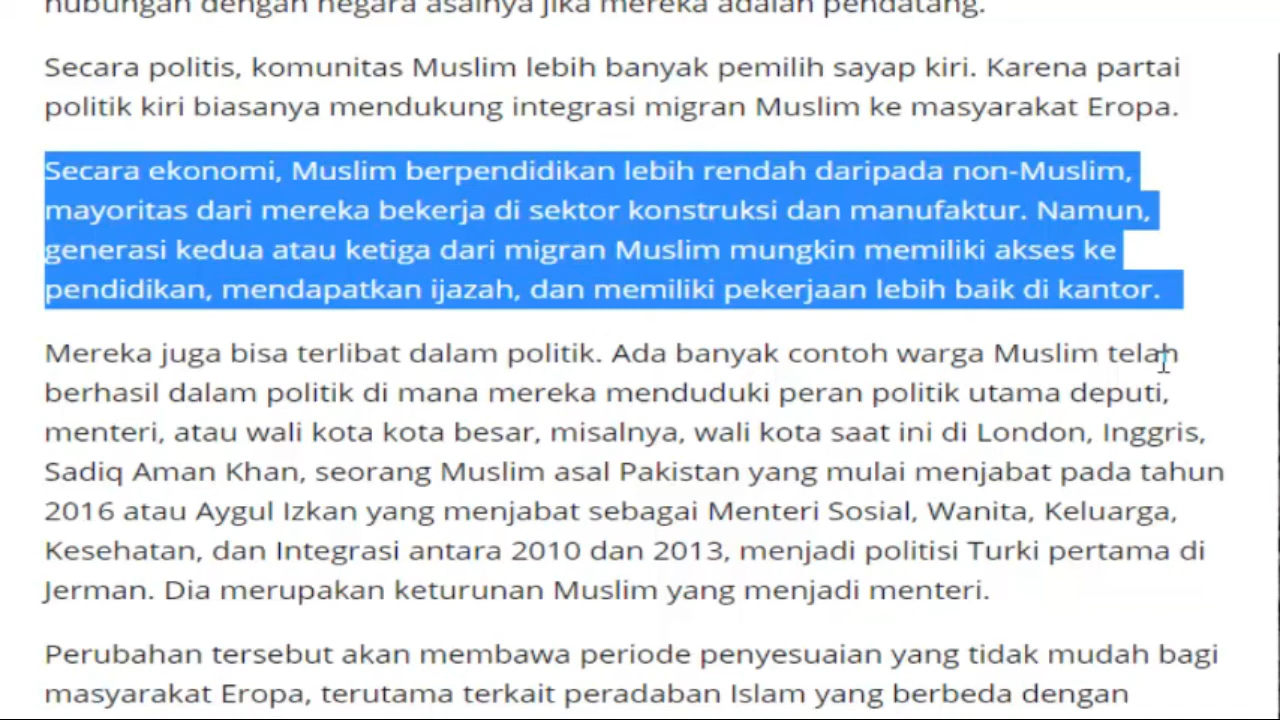 hubungan dengan negara asalnya jika mereka adalah pendatang.
Secara politis, komunitas Muslim lebih banyak pemilih sayap kiri. Karena partai
politik kiri biasanya mendukung integrasi migran Muslim ke masyarakat Eropa.
Secara ekonomi, Muslim berpendidikan lebih rendah daripada non-Muslim,
mayoritas dari mereka bekerja di sektor konstruksi dan manufaktur. Namun,
generasi kedua atau ketiga dari migran Muslim mungkin memiliki akses ke
pendidikan, mendapatkan ijazah, dan memiliki pekerjaan lebih baik di kantor.
Mereka juga bisa terlibat dalam politik. Ada banyak contoh warga Muslim telah
berhasil dalam politik di mana mereka menduduki peran politik utama deputi,
menteri, atau wali kota kota besar, misalnya, wali kota saat ini di London, Inggris,
Sadiq Aman Khan, seorang Muslim asal Pakistan yang mulai menjabat pada tahun
2016 atau Aygul Izkan yang menjabat sebagai Menteri Sosial, Wanita, Keluarga,
Kesehatan, dan Integrasi antara 2010 dan 2013, menjadi politisi Turki pertama di
Jerman. Dia merupakan keturunan Muslim yang menjadi menteri.
Perubahan tersebut akan membawa periode penyesuaian yang tidak mudah bagi
masyarakat Eropa, terutama terkait peradaban Islam yang berbeda dengan